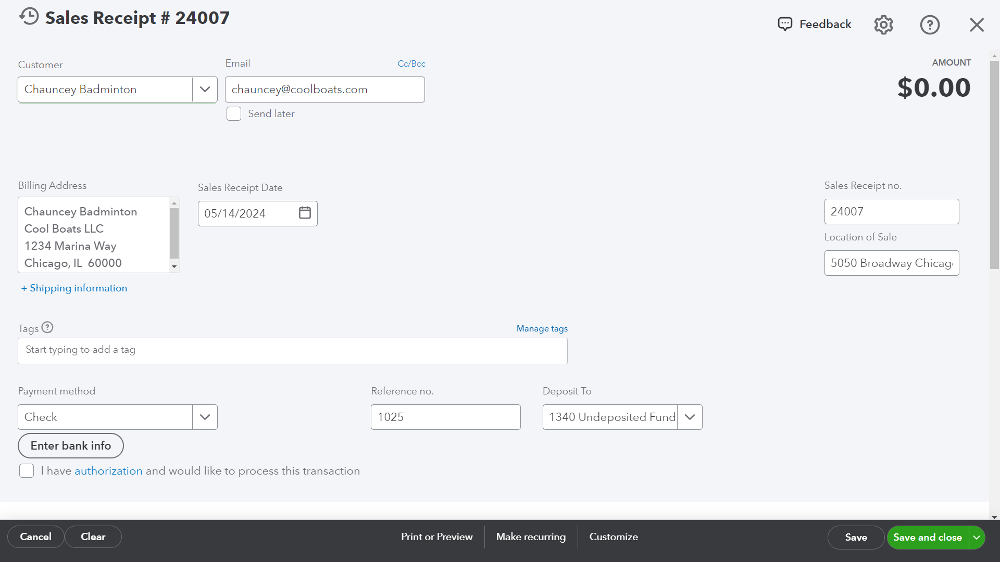 Sales Receipt # 24007
Feedback
Customer
Email
Cc/Bcc
AMOUNT
Chauncey Badminton
chauncey@coolboats.com
$0.00
Send later
Billing Address
Sales Receipt Date
Sales Receipt no.
Chauncey Badminton
Cool Boats LLC
1234 Marina Way
Chicago, IL  60000
05/14/2024
24007
Location of Sale
5050 Broadway Chicag
+ Shipping information
Tags
Manage tags
Start typing to add a tag
Payment method
Reference no.
Deposit To
Check
1025
1340 Undeposited Fund
Enter bank info
I have authorization and would like to process this transaction
Cancel
Clear
Print or Preview
Make recurring
Customize
Save
Save and close